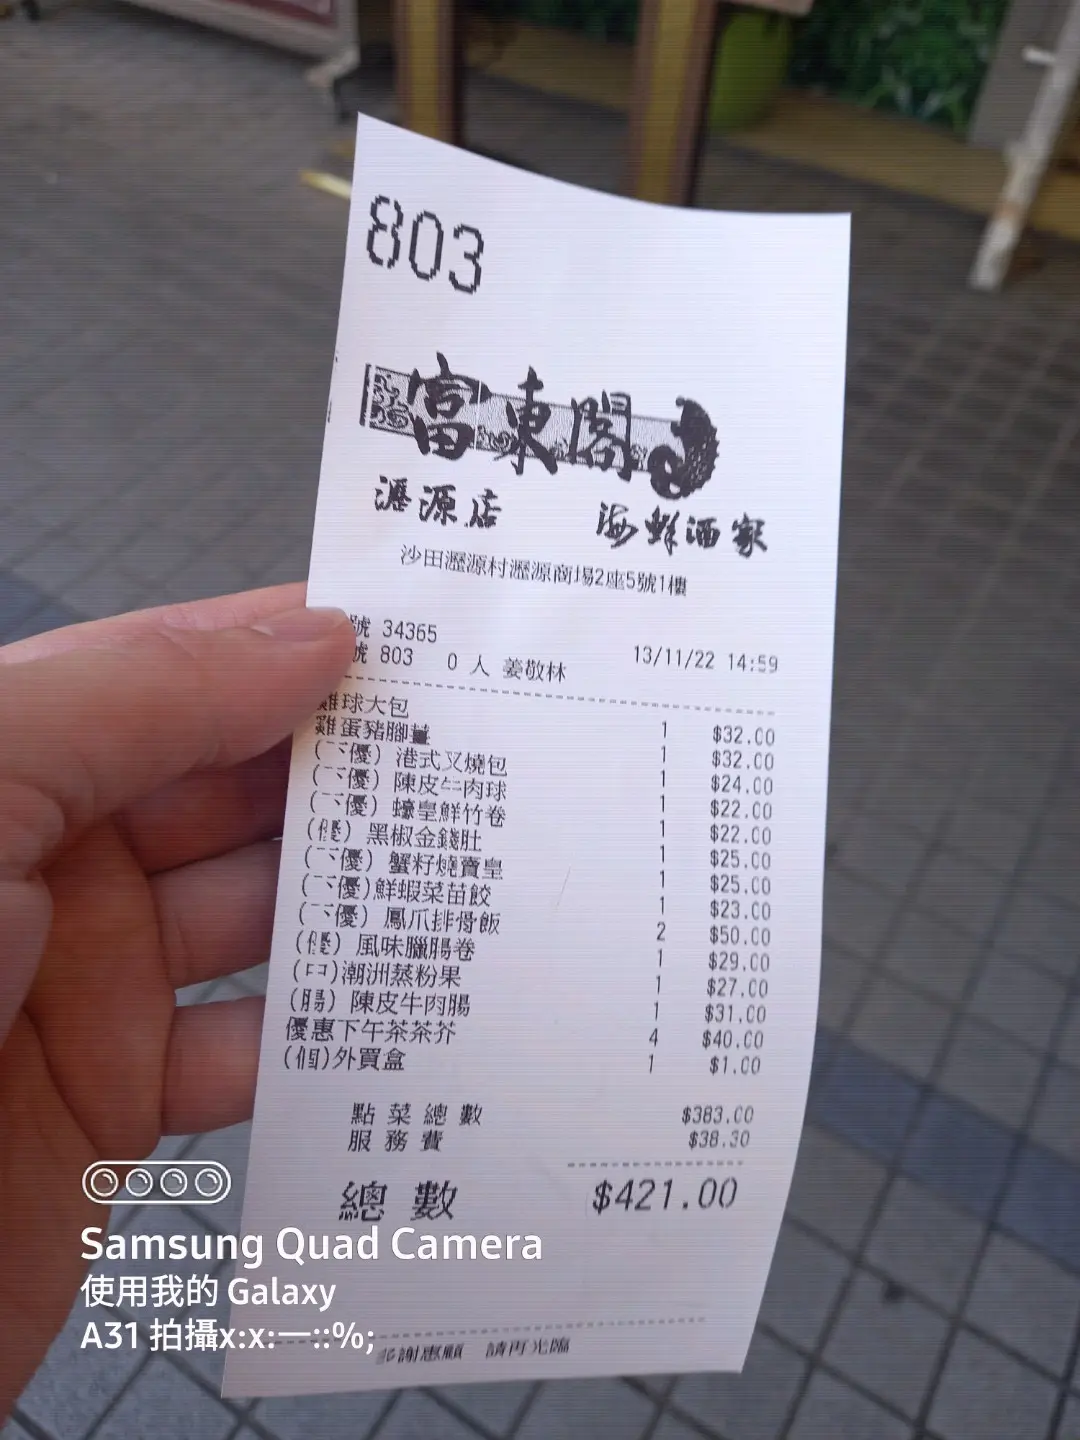 803
富東閣
瀝源店 海鮮酒家
沙田瀝源村瀝源商場2座5號1樓
號 34365
號 803 0 人 姜敬林 13/11/22 14:59
雞球大包 1 $32.00
雞蛋豬腳薑 1 $32.00
(下優) 港式叉燒包 1 $24.00
(下優) 陳皮牛肉球 1 $22.00
(下優) 蠔皇鮮竹卷 1 $22.00
(優) 黑椒金錢肚 1 $25.00
(下優) 蟹籽燒賣皇 1 $25.00
(下優)鮮蝦菜苗餃 1 $23.00
(下優) 鳳爪排骨飯 2 $50.00
(優) 風味臘腸卷 1 $29.00
(中)潮洲蒸粉果 1 $27.00
(腸) 陳皮牛肉腸 1 $31.00
優惠下午茶茶芥 4 $40.00
(個)外買盒 1 $1.00
點菜總數 $383.00
服務費 $38.30
總數 $421.00
多謝惠顧 請再光臨
Samsung Quad Camera
使用我的 Galaxy
A31 拍攝x:x:一::%;